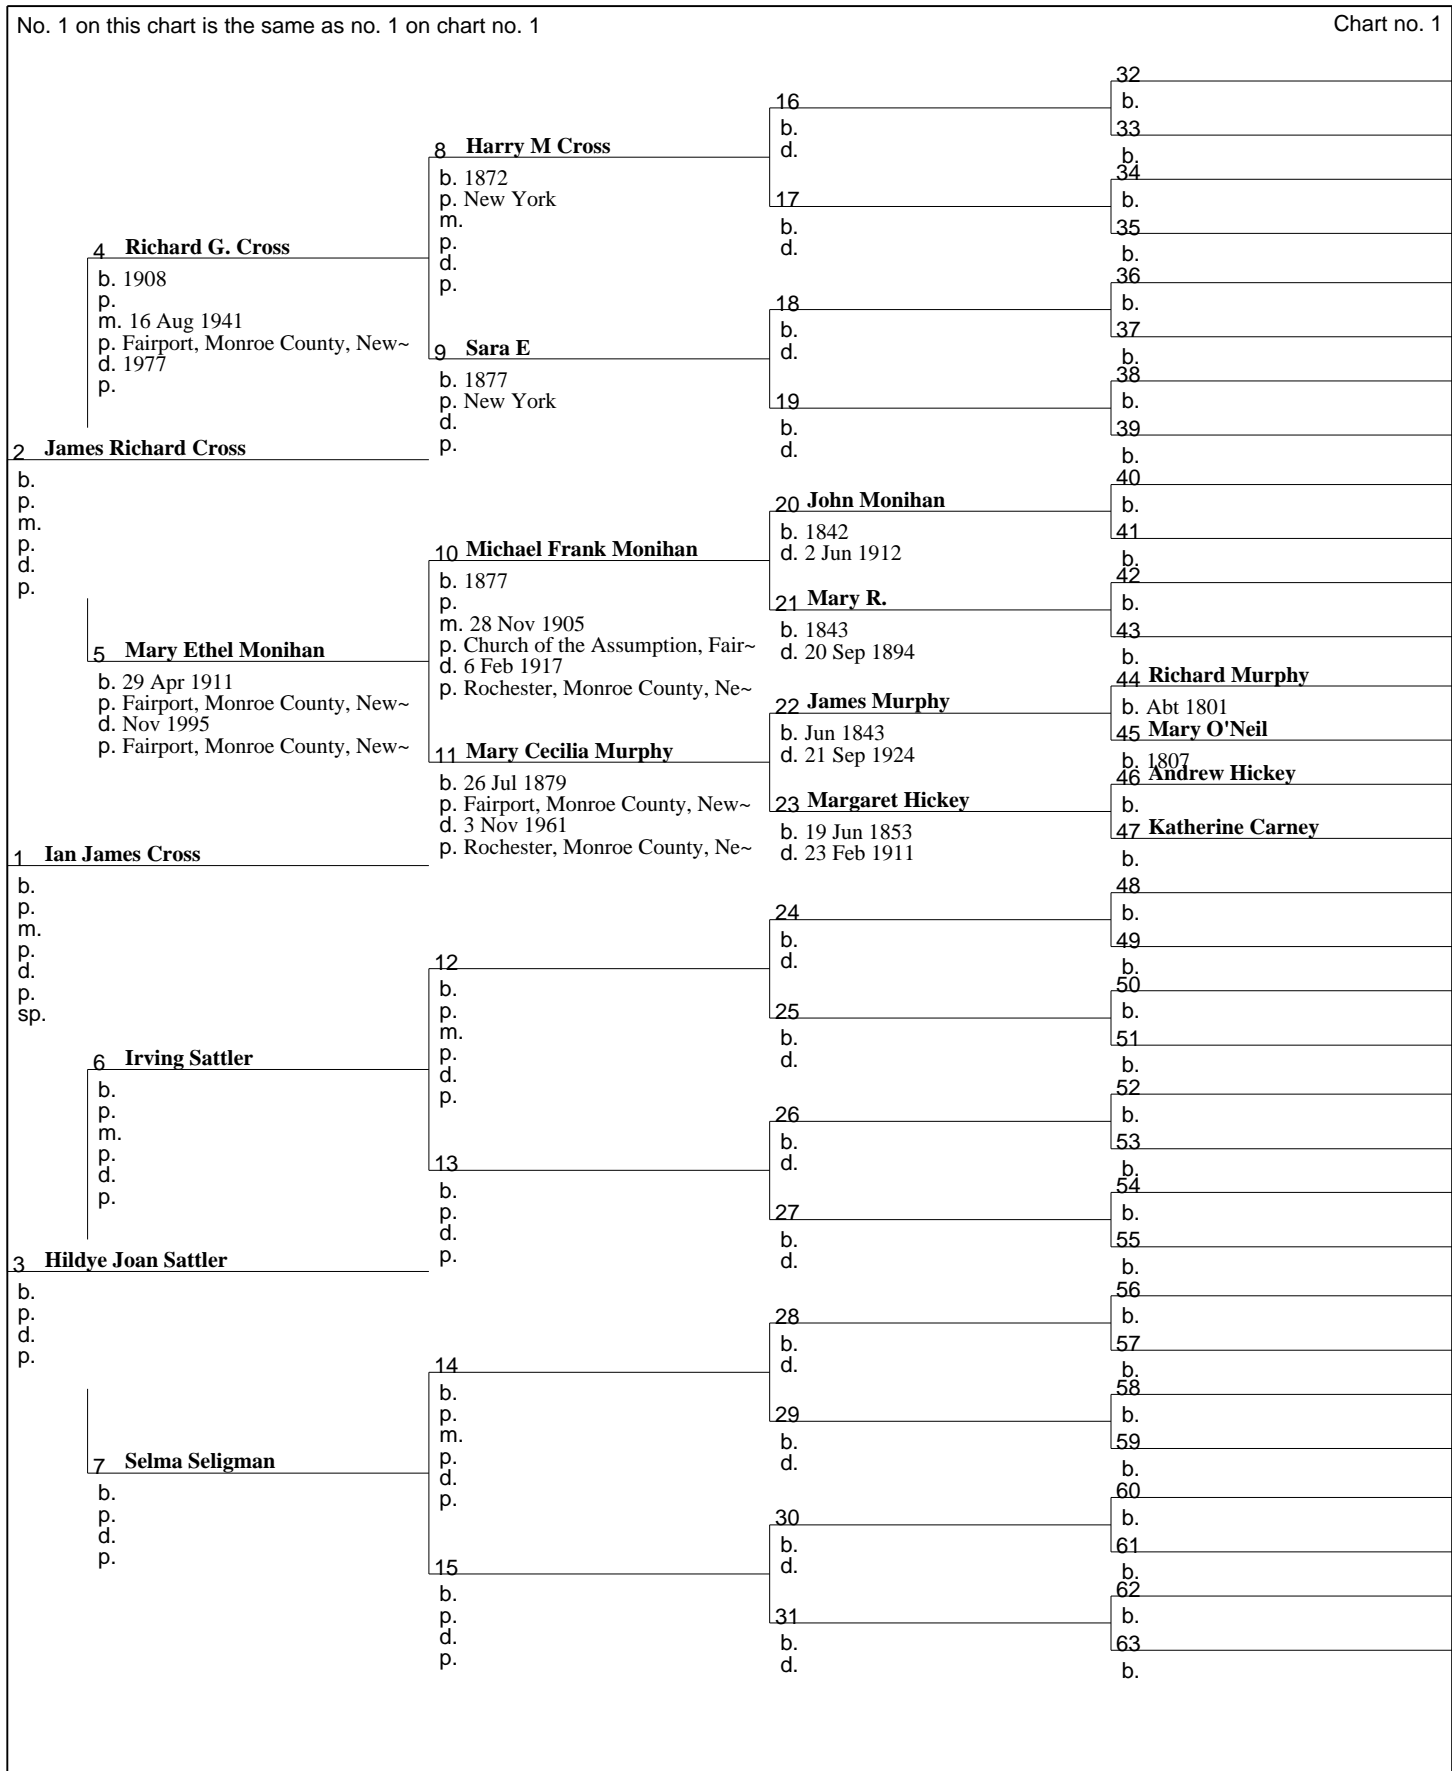 No. 1 on this chart is the same as no. 1 on chart no. 1
Chart no. 1
2 James Richard Cross
b.
p.
m.
p.
d.
p.
1 Ian James Cross
b.
p.
m.
p.
d.
p.
sp.
3 Hildye Joan Sattler
b.
p.
d.
p.
4 Richard G. Cross
b. 1908
p.
m. 16 Aug 1941
p. Fairport, Monroe County, New~
d. 1977
p.
5 Mary Ethel Monihan
b. 29 Apr 1911
p. Fairport, Monroe County, New~
d. Nov 1995
p. Fairport, Monroe County, New~
6 Irving Sattler
b.
p.
m.
p.
d.
p.
7 Selma Seligman
b.
p.
d.
p.
8 Harry M Cross
b. 1872
p. New York
m.
p.
d.
p.
9 Sara E
b. 1877
p. New York
d.
p.
10 Michael Frank Monihan
b. 1877
p.
m. 28 Nov 1905
p. Church of the Assumption, Fair~
d. 6 Feb 1917
p. Rochester, Monroe County, Ne~
11 Mary Cecilia Murphy
b. 26 Jul 1879
p. Fairport, Monroe County, New~
d. 3 Nov 1961
p. Rochester, Monroe County, Ne~
12
b.
p.
m.
p.
d.
p.
13
b.
p.
d.
p.
14
b.
p.
m.
p.
d.
p.
15
b.
p.
d.
p.
16
b.
d.
17
b.
d.
18
b.
d.
19
b.
d.
20 John Monihan
b. 1842
d. 2 Jun 1912
21 Mary R.
b. 1843
d. 20 Sep 1894
22 James Murphy
b. Jun 1843
d. 21 Sep 1924
23 Margaret Hickey
b. 19 Jun 1853
d. 23 Feb 1911
24
b.
d.
25
b.
d.
26
b.
d.
27
b.
d.
28
b.
d.
29
b.
d.
30
b.
d.
31
b.
d.
32
b.
33
b.
34
b.
35
b.
36
b.
37
b.
38
b.
39
b.
40
b.
41
b.
42
b.
43
b.
44 Richard Murphy
b. Abt 1801
45 Mary O'Neil
b. 1807
46 Andrew Hickey
b.
47 Katherine Carney
b.
48
b.
49
b.
50
b.
51
b.
52
b.
53
b.
54
b.
55
b.
56
b.
57
b.
58
b.
59
b.
60
b.
61
b.
62
b.
63
b.